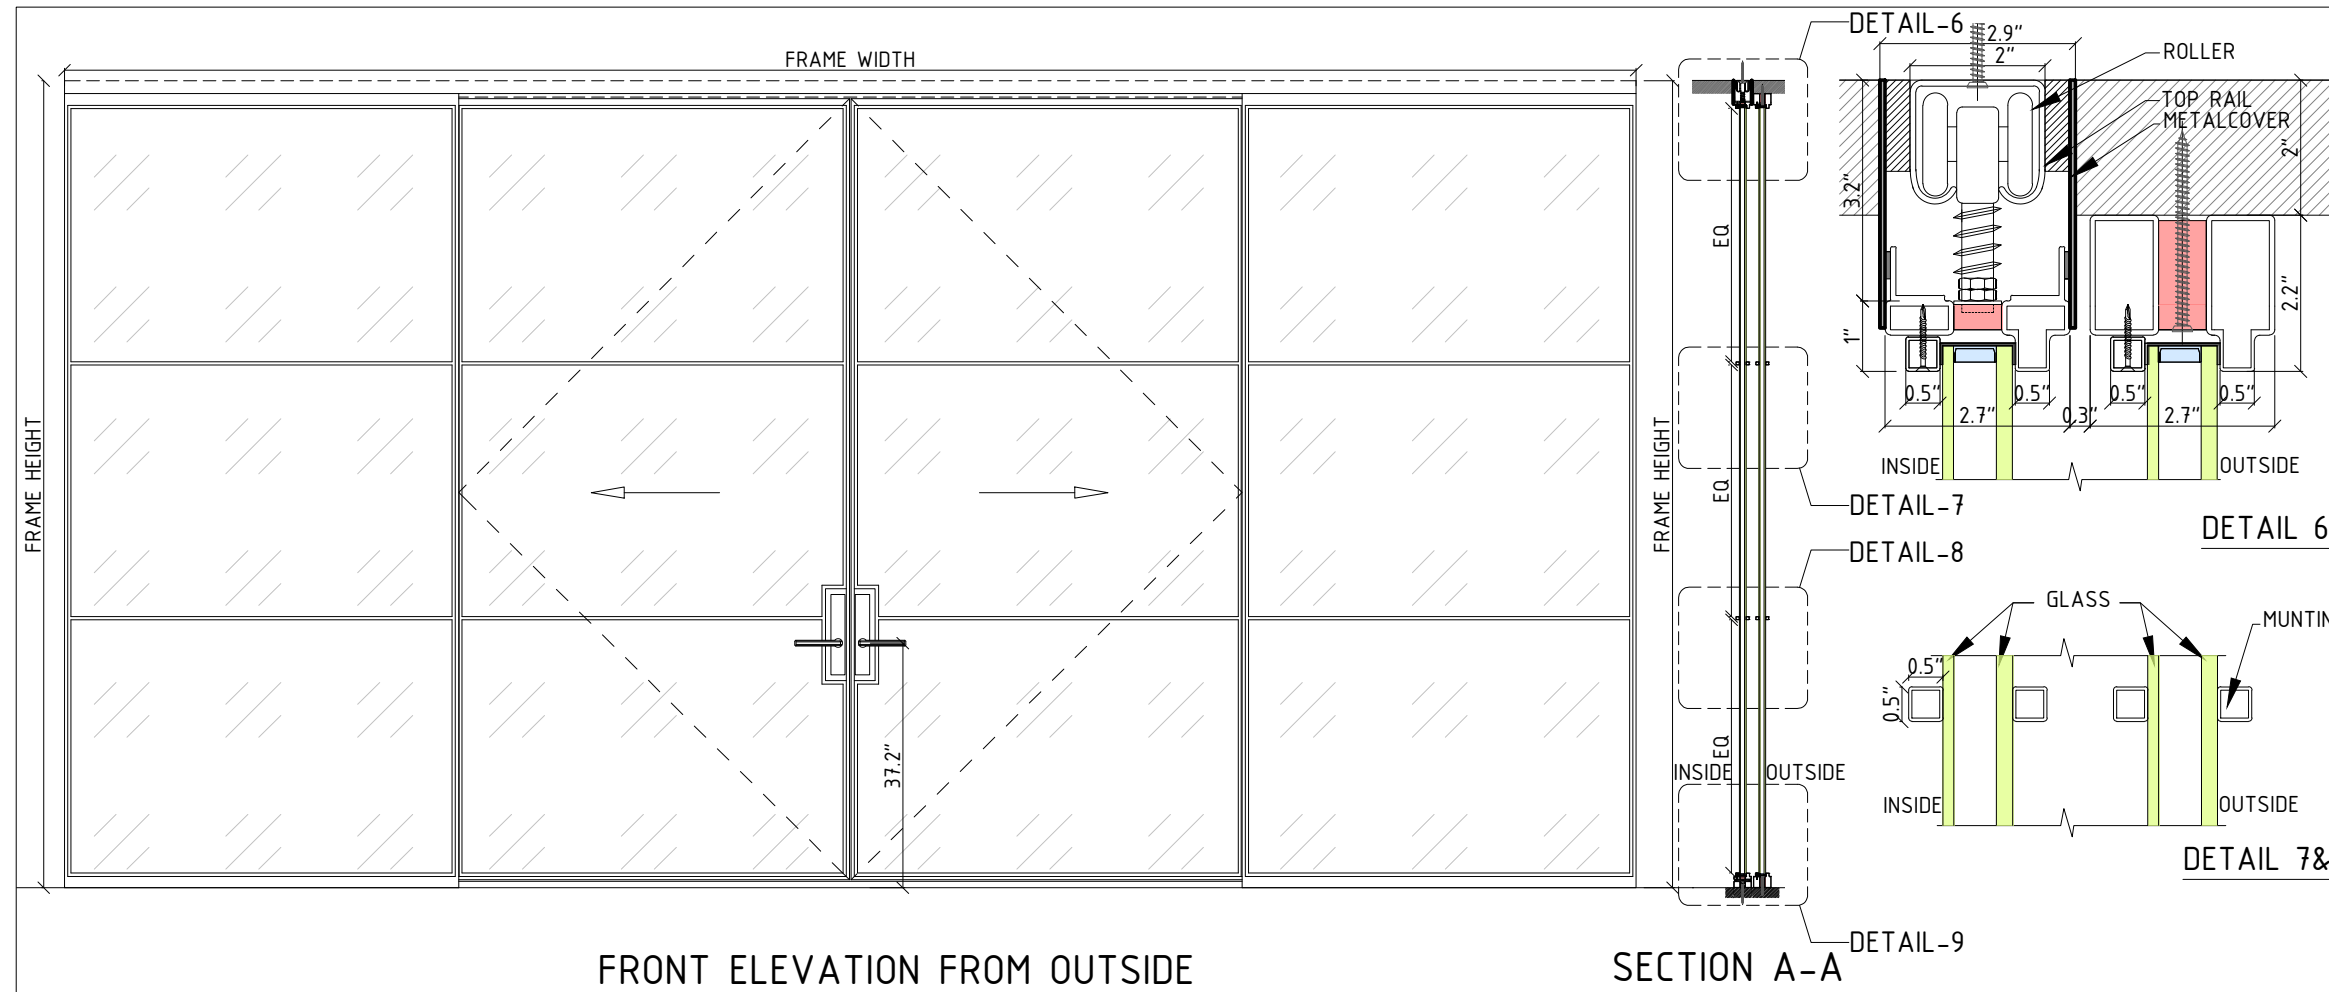 FRAME WIDTH
FRAME HEIGHT
37.2"
FRONT ELEVATION FROM OUTSIDE
FRAME HEIGHT
EQ
EQ
EQ
INSIDE
OUTSIDE
DETAIL-6
DETAIL-7
DETAIL-8
DETAIL-9
SECTION A-A
2.9"
2"
ROLLER
TOP RAIL
METALCOVER
3.2"
1"
2"
2.2"
0.5"
0.5"
0.5"
0.5"
2.7"
0.3"
2.7"
INSIDE
OUTSIDE
DETAIL 6
GLASS
MUNTIN
0.5"
0.5"
INSIDE
OUTSIDE
DETAIL 7&